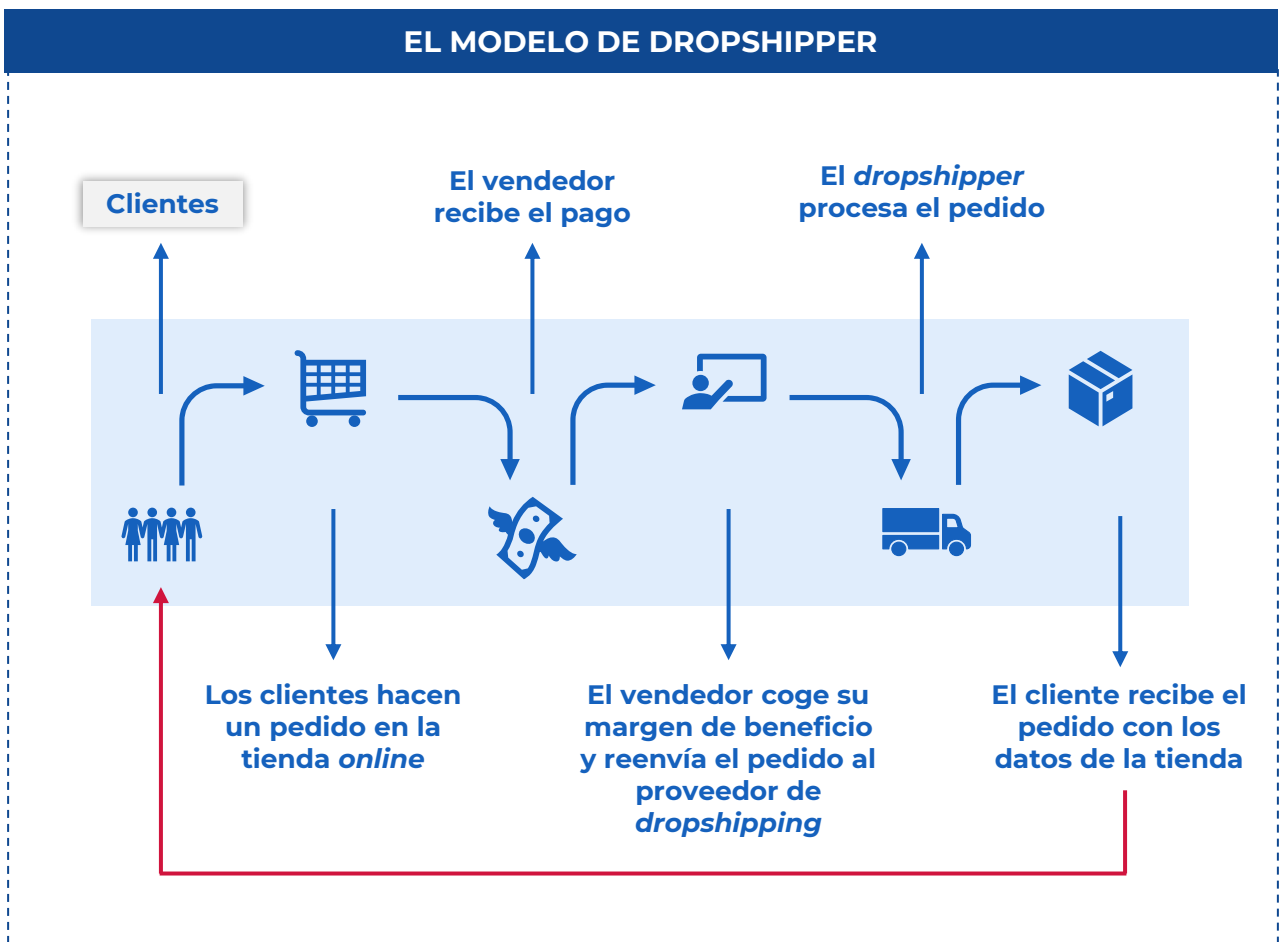 EL MODELO DE DROPSHIPPER
Clientes
El vendedor
recibe el pago
El dropshipper
procesa el pedido
Los clientes hacen
un pedido en la
tienda online
El vendedor coge su
margen de beneficio
y reenvía el pedido al
proveedor de
dropshipping
El cliente recibe el
pedido con los
datos de la tienda